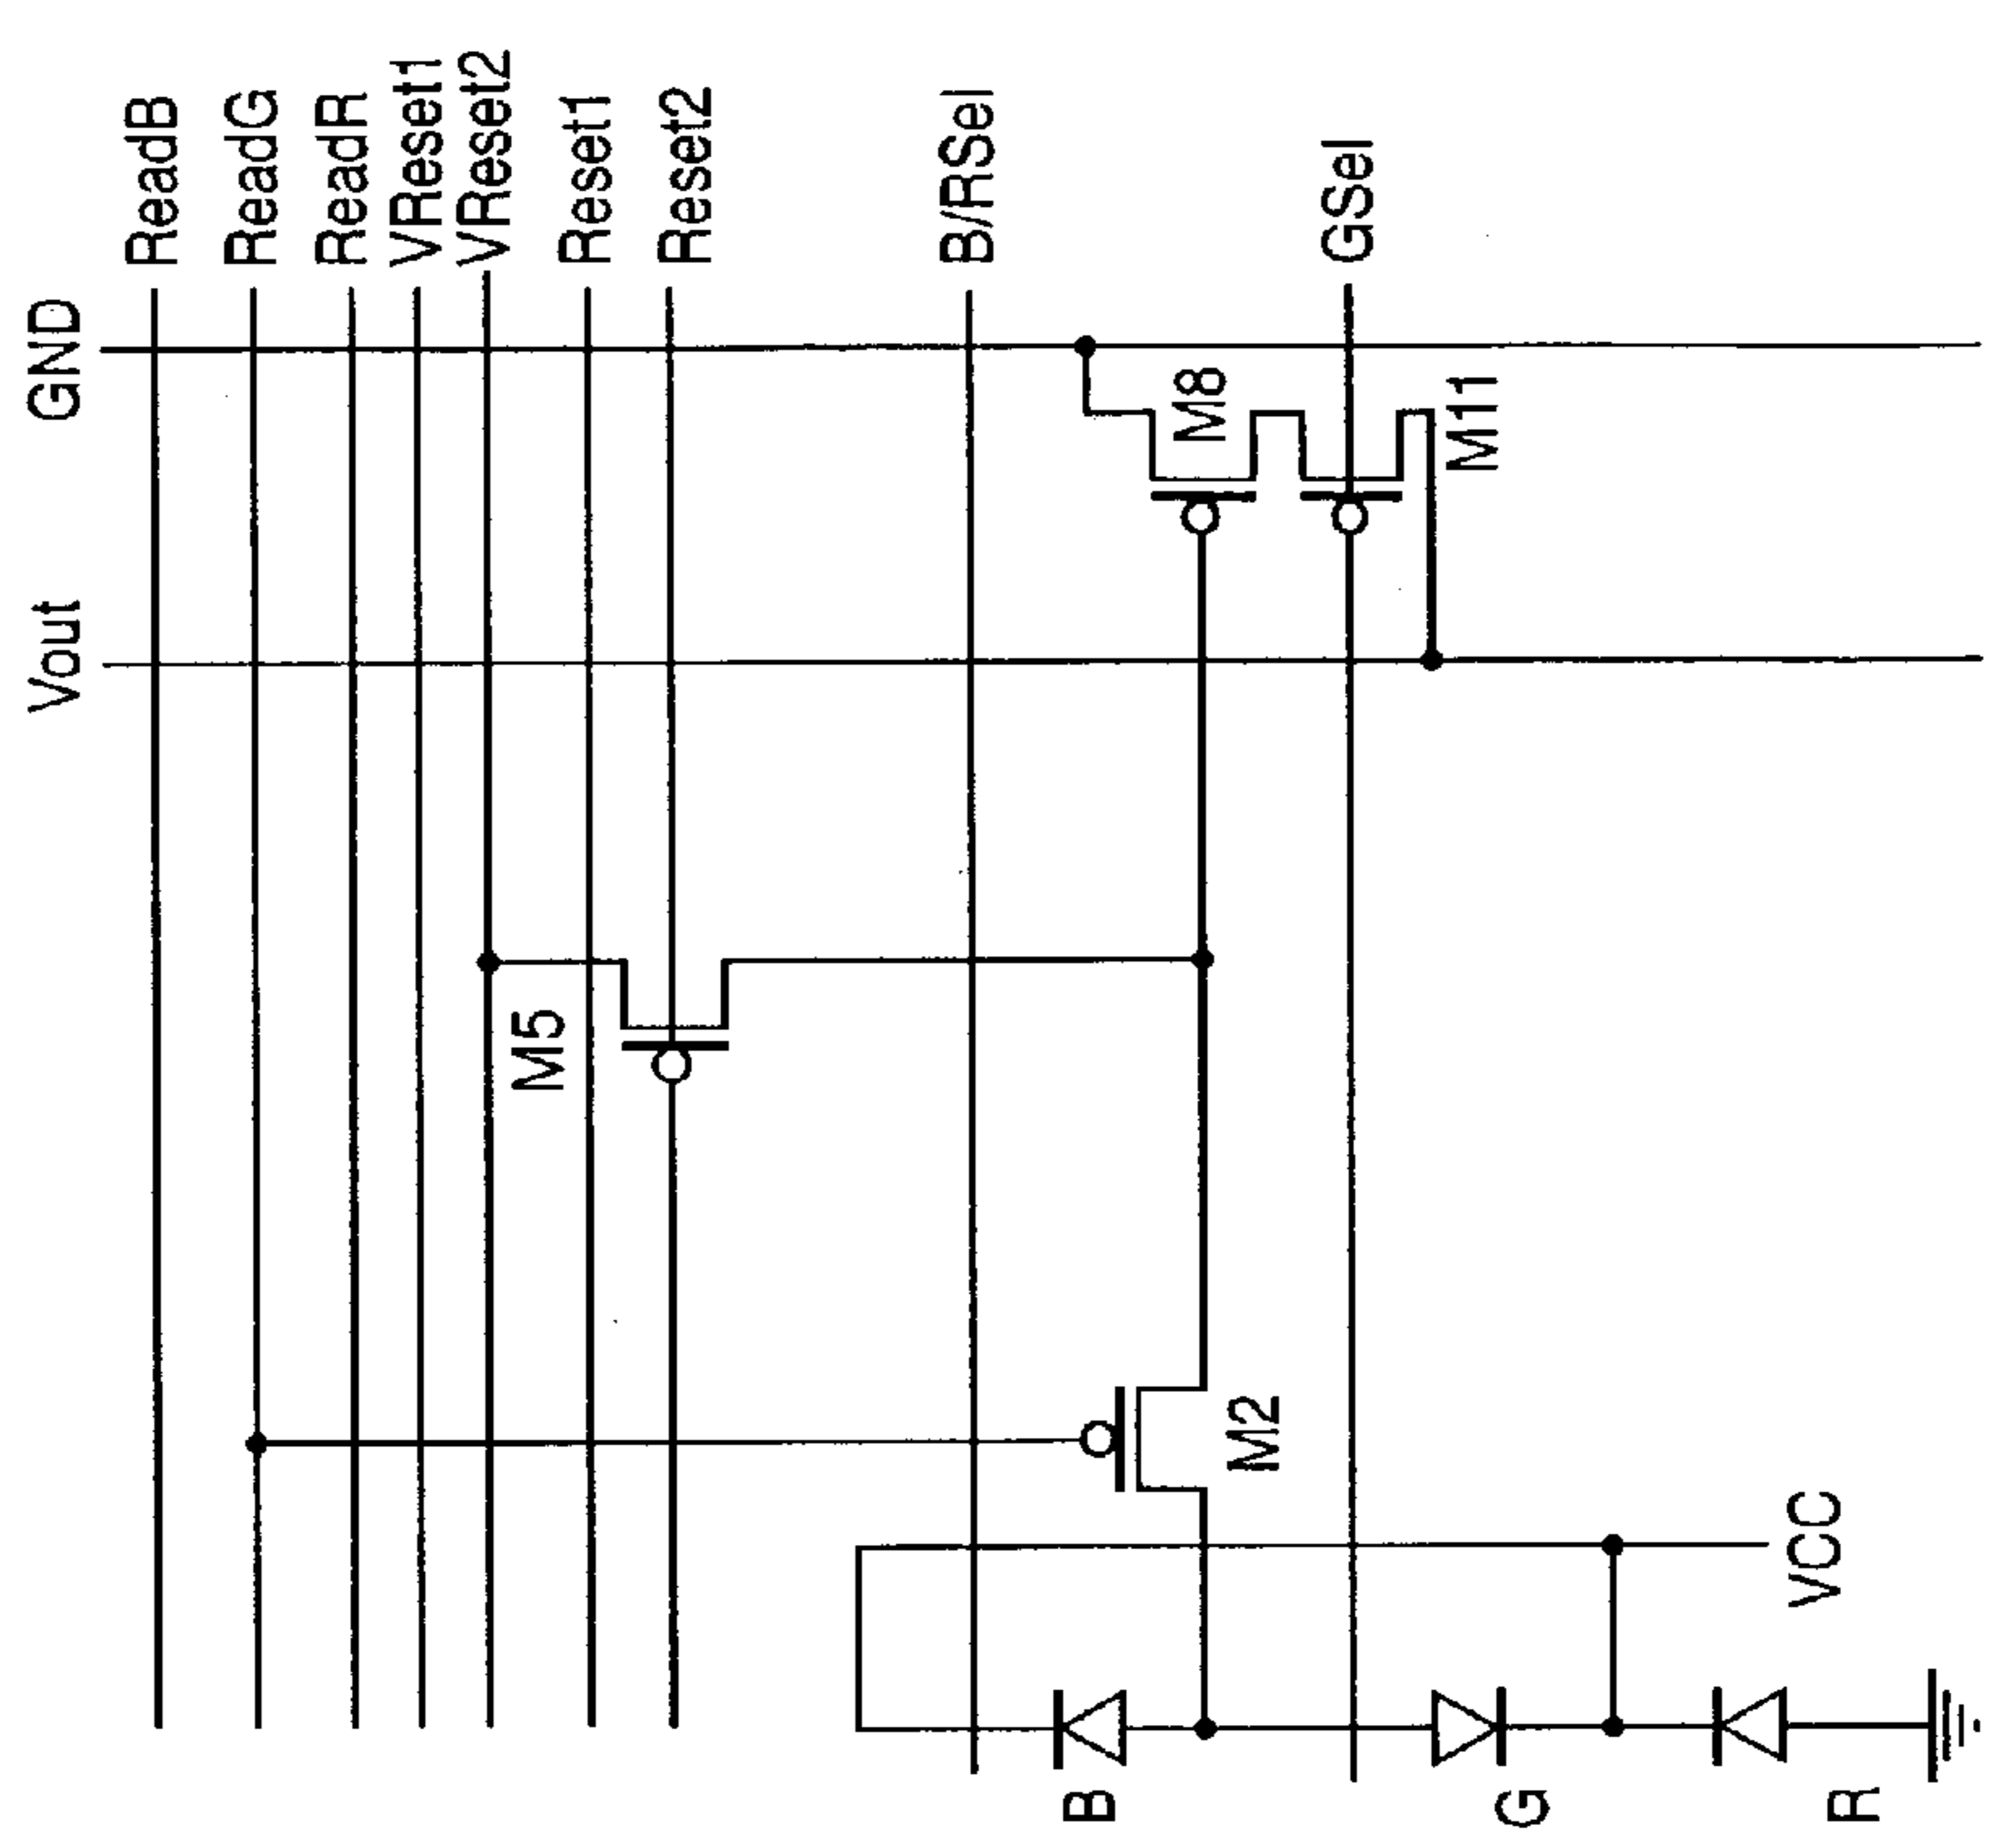 ReadB
ReadG
ReadR
VReset1
VReset2
Reset1
Reset2
B/RSel
GSel
GND
Vout
M8
M11
M5
M2
VCC
B
G
R